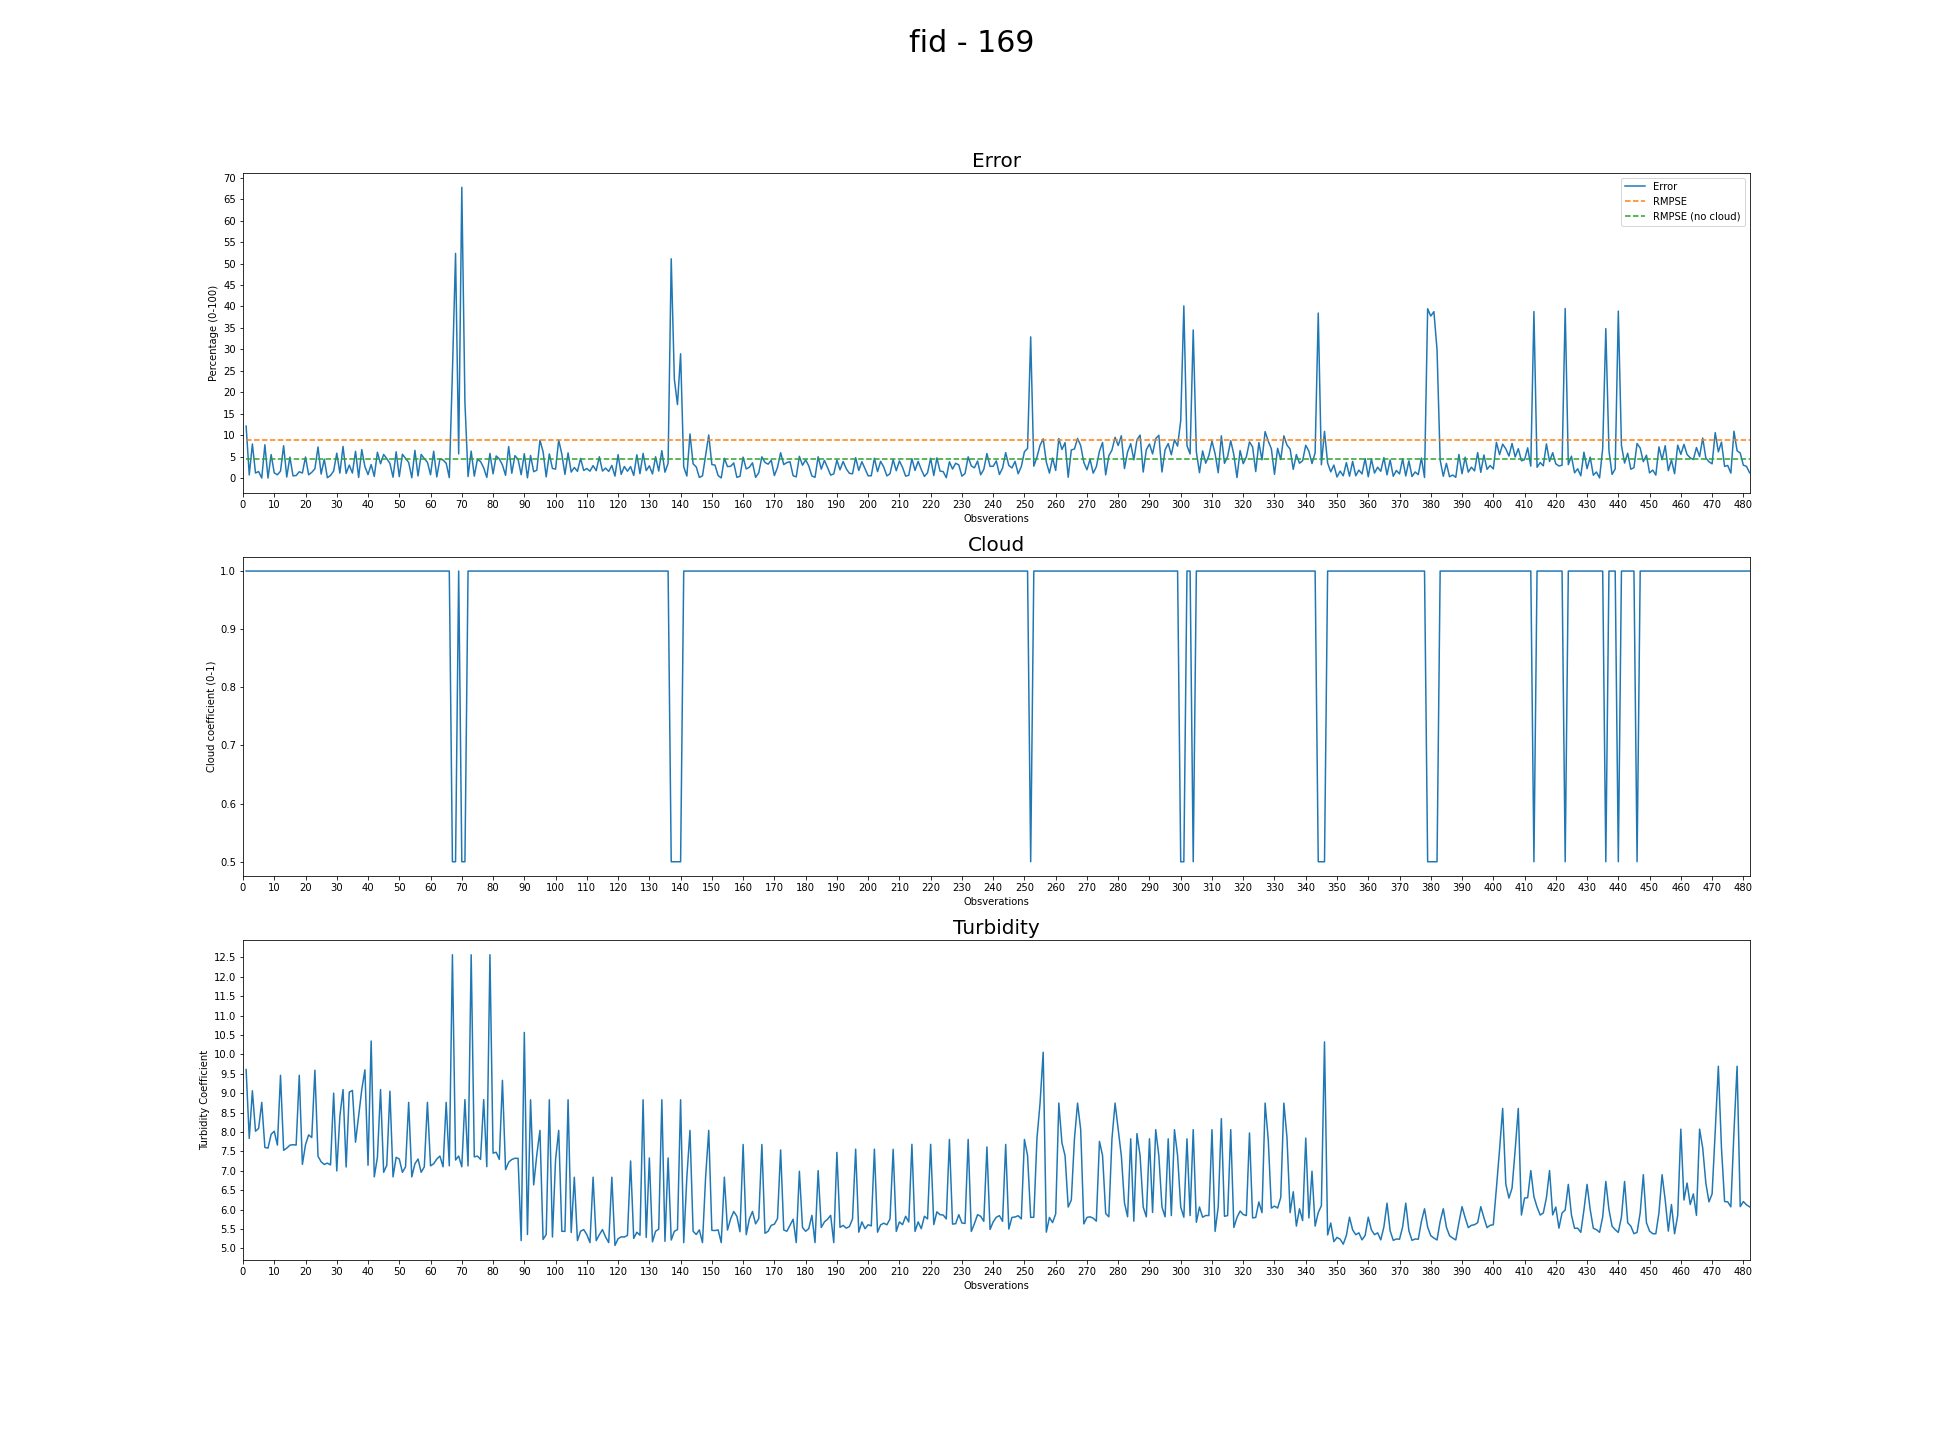 fid - 169
Error
70
65
60
55
50
45
40
35
30
25
20
15
10
5
0
Percentage (0-100)
Error
RMPSE
RMPSE (no cloud)
0 10 20 30 40 50 60 70 80 90 100 110 120 130 140 150 160 170 180 190 200 210 220 230 240 250 260 270 280 290 300 310 320 330 340 350 360 370 380 390 400 410 420 430 440 450 460 470 480
Obsverations
Cloud
1.0
0.9
0.8
0.7
0.6
0.5
Cloud coefficient (0-1)
0 10 20 30 40 50 60 70 80 90 100 110 120 130 140 150 160 170 180 190 200 210 220 230 240 250 260 270 280 290 300 310 320 330 340 350 360 370 380 390 400 410 420 430 440 450 460 470 480
Obsverations
Turbidity
12.5
12.0
11.5
11.0
10.5
10.0
9.5
9.0
8.5
8.0
7.5
7.0
6.5
6.0
5.5
5.0
Turbidity Coefficient
0 10 20 30 40 50 60 70 80 90 100 110 120 130 140 150 160 170 180 190 200 210 220 230 240 250 260 270 280 290 300 310 320 330 340 350 360 370 380 390 400 410 420 430 440 450 460 470 480
Obsverations